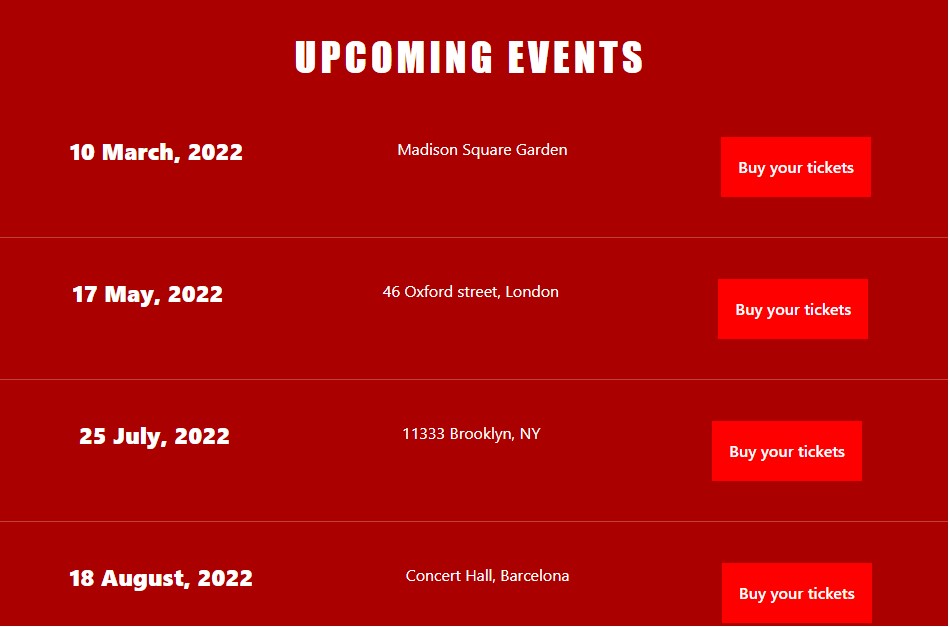 UPCOMING EVENTS
10 March, 2022
Madison Square Garden
Buy your tickets
17 May, 2022
46 Oxford street, London
Buy your tickets
25 July, 2022
11333 Brooklyn, NY
Buy your tickets
18 August, 2022
Concert Hall, Barcelona
Buy your tickets